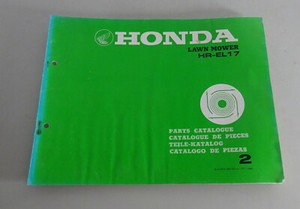 HONDA
LAWN MOWER
HR-EL17
PARTS CATALOGUE
CATALOGUE DE PIECES
TEILE-KATALOG
CATALOGO DE PIEZAS
2